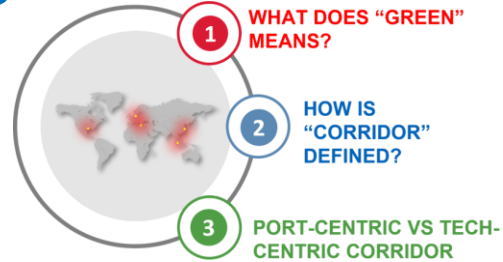 1
WHAT DOES “GREEN”
MEANS?
2
HOW IS
“CORRIDOR”
DEFINED?
3
PORT-CENTRIC VS TECH-
CENTRIC CORRIDOR